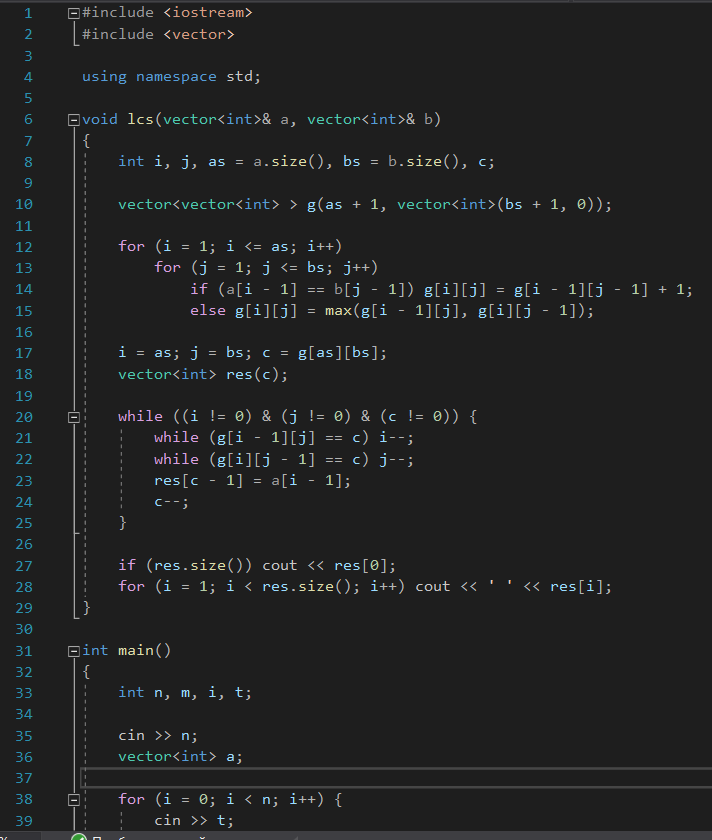 1 #include <iostream>
2 #include <vector>
3
4 using namespace std;
5
6 void lcs(vector<int>& a, vector<int>& b)
7 {
8 int i, j, as = a.size(), bs = b.size(), c;
9
10 vector<vector<int> > g(as + 1, vector<int>(bs + 1, 0));
11
12 for (i = 1; i <= as; i++)
13 for (j = 1; j <= bs; j++)
14 if (a[i - 1] == b[j - 1]) g[i][j] = g[i - 1][j - 1] + 1;
15 else g[i][j] = max(g[i - 1][j], g[i][j - 1]);
16
17 i = as; j = bs; c = g[as][bs];
18 vector<int> res(c);
19
20 while ((i != 0) & (j != 0) & (c != 0)) {
21 while (g[i - 1][j] == c) i--;
22 while (g[i][j - 1] == c) j--;
23 res[c - 1] = a[i - 1];
24 c--;
25 }
26
27 if (res.size()) cout << res[0];
28 for (i = 1; i < res.size(); i++) cout << ' ' << res[i];
29 }
30
31 int main()
32 {
33 int n, m, i, t;
34
35 cin >> n;
36 vector<int> a;
37
38 for (i = 0; i < n; i++) {
39 cin >> t;